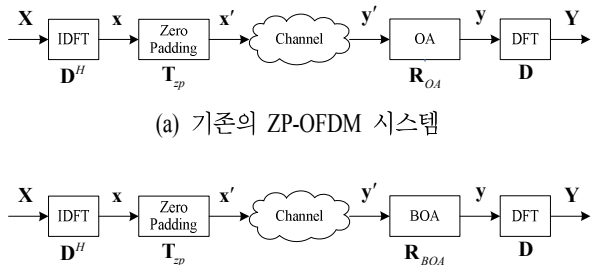 X IDFT x Zero Padding x′ Channel y′ OA y DFT Y
D^H T_zp R_OA D
(a) 기존의 ZP-OFDM 시스템
X IDFT x Zero Padding x′ Channel y′ BOA y DFT Y
D^H T_zp R_BOA D